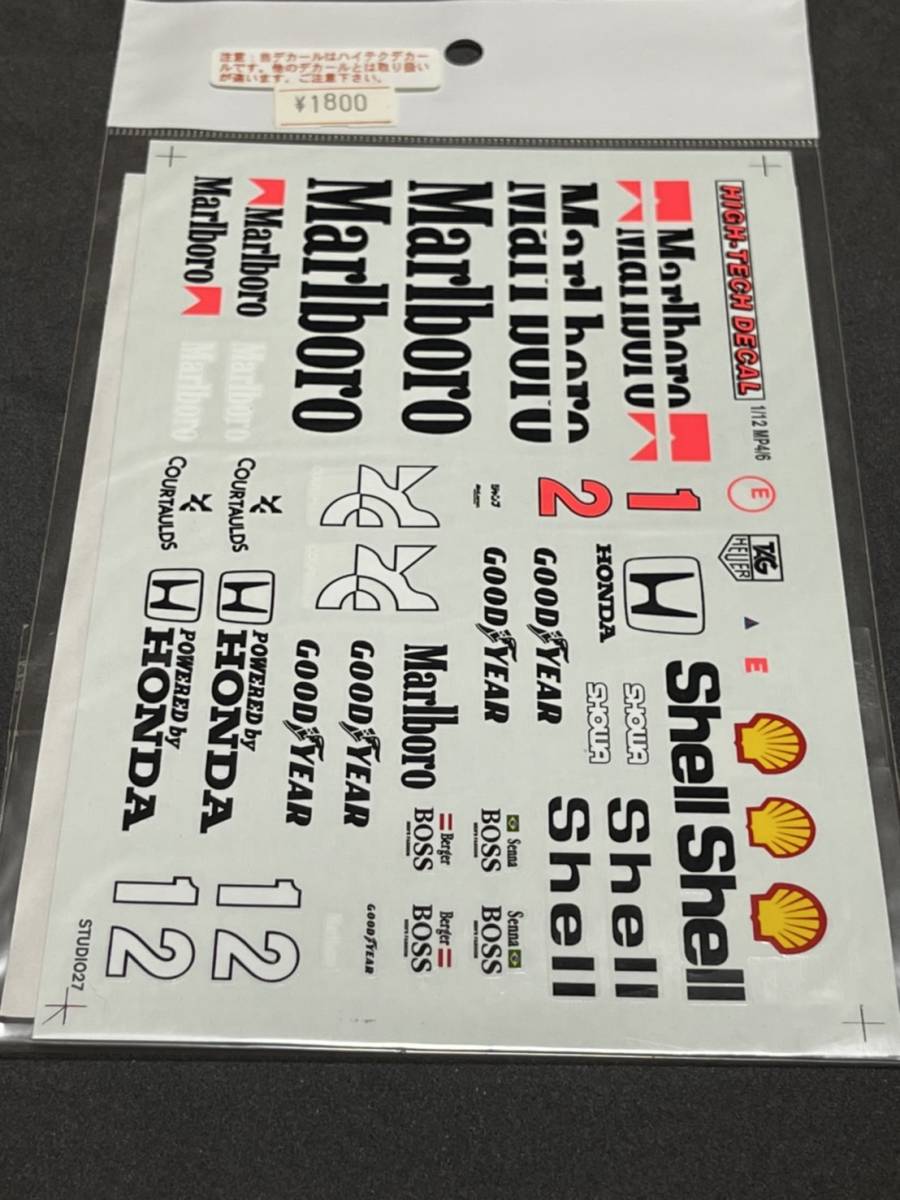 注意:当デカールはハイテクデカー
ルです。他のデカールとは取り扱い
が違います。ご注意下さい。
¥1800
HIGH-TECH DECAL
1/12 MP4/6
E
TAG
HEUER
E
Marlboro
Marlboro
Marlboro
Marlboro
Marlboro
Marlboro
Marlboro
Marlboro
Marlboro
Marlboro
1
2
HONDA
SHOWA
SHOWA
Shell
Shell
Shell
Shell
GOODYEAR
GOODYEAR
Marlboro
GOODYEAR
GOODYEAR
COURTAULDS
COURTAULDS
POWERED by
HONDA
POWERED by
HONDA
Senna
BOSS
Senna
BOSS
Berger
BOSS
Berger
BOSS
GOODYEAR
1
2
1
2
STUDIO27